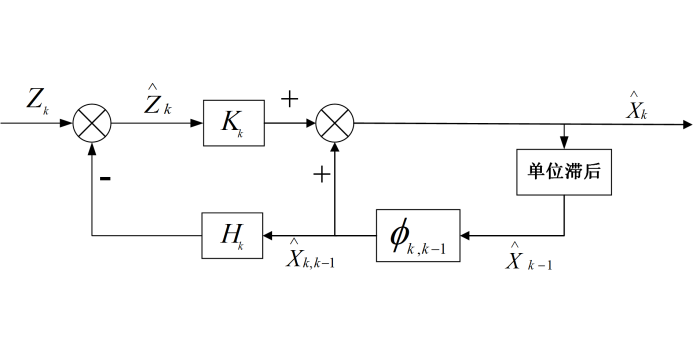 Z_k
Ẑ_k
K_k
+
X̂_k
+
单位滞后
-
H_k
X̂_{k,k-1}
ϕ_{k,k-1}
X̂_{k-1}